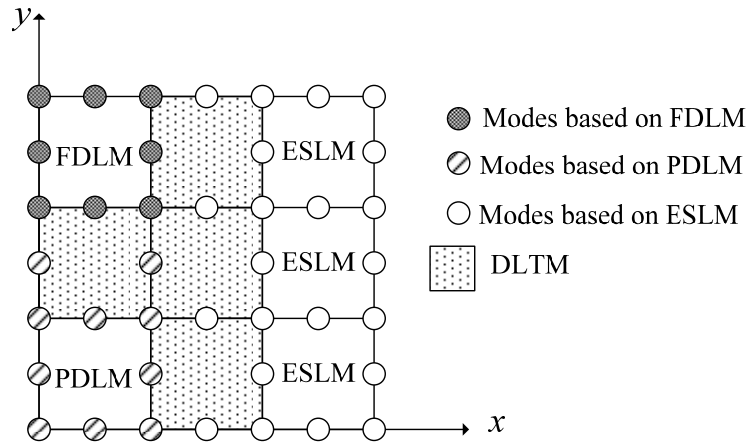 y
FDLM
ESLM
ESLM
PDLM
ESLM
x
Modes based on FDLM
Modes based on PDLM
Modes based on ESLM
DLTM